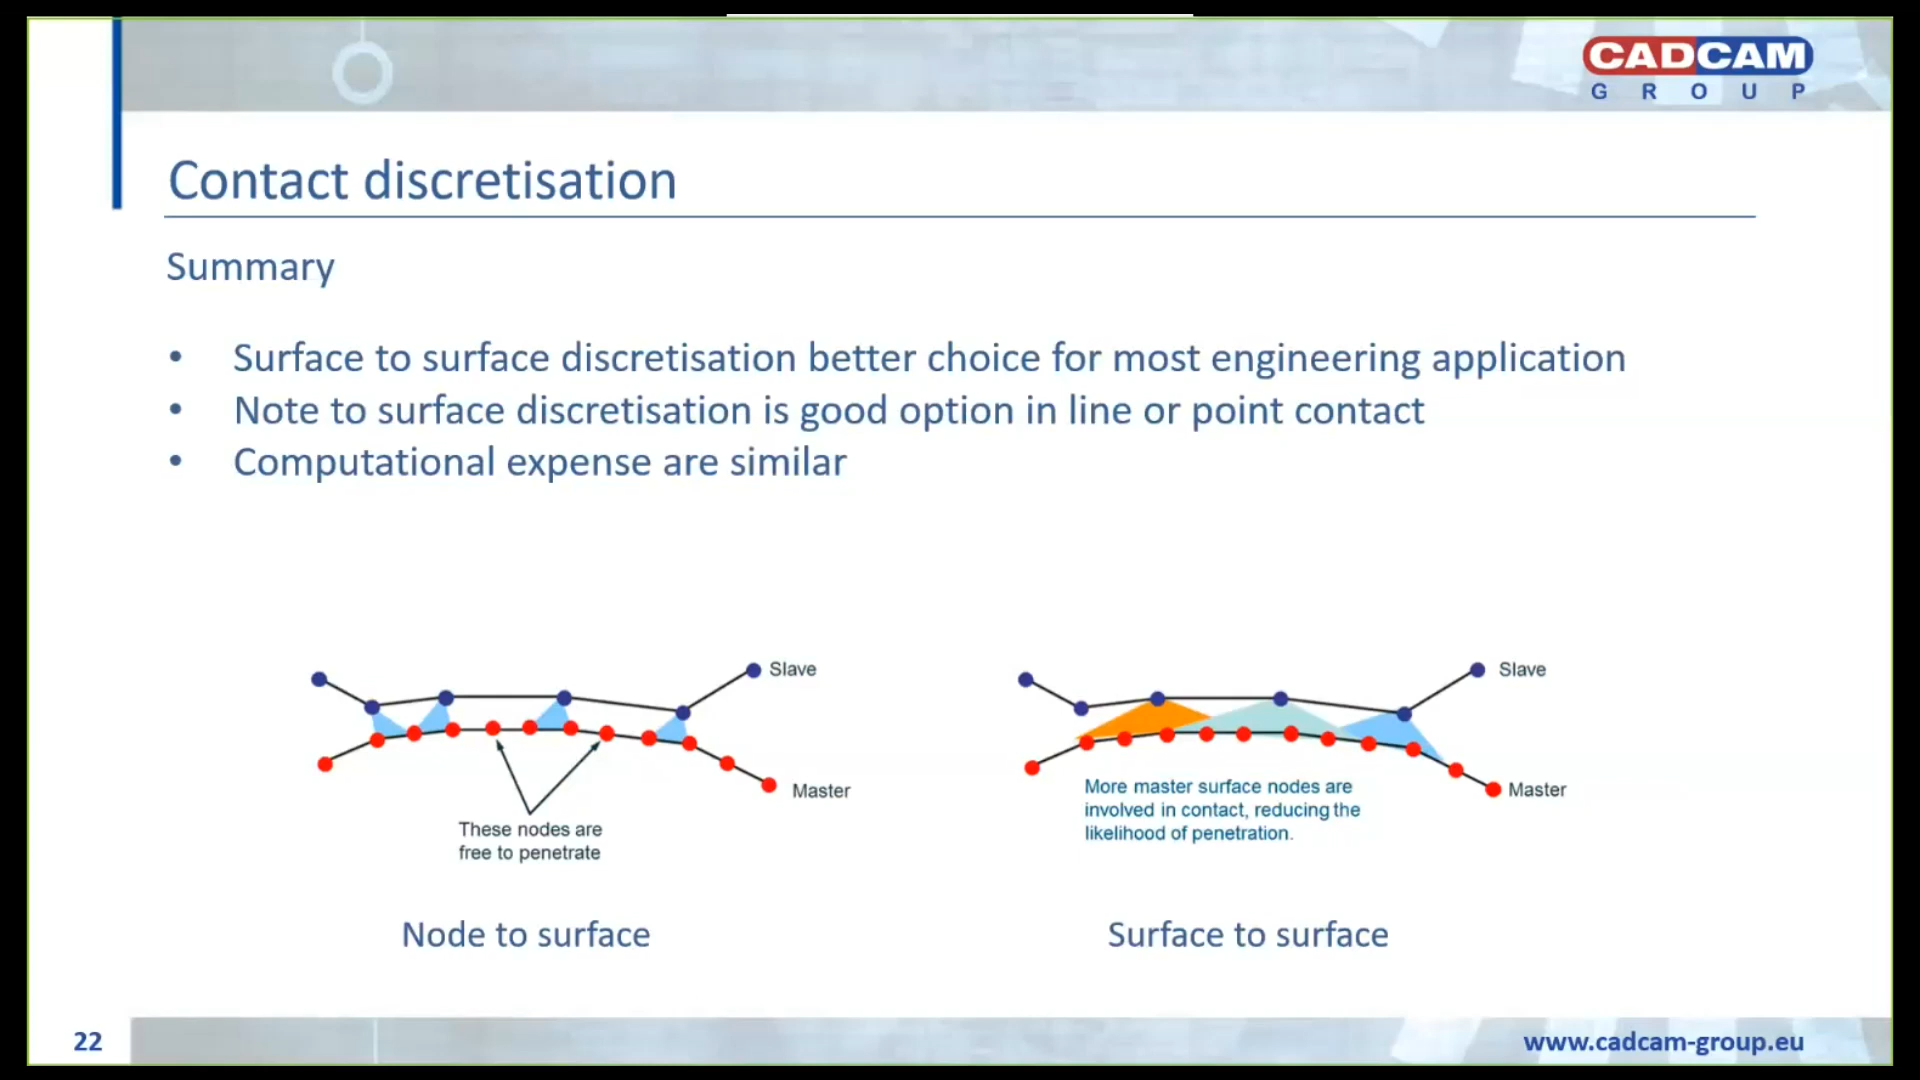 CADCAM
GROUP
Contact discretisation
Summary
• Surface to surface discretisation better choice for most engineering application
• Note to surface discretisation is good option in line or point contact
• Computational expense are similar
Slave
Master
These nodes are
free to penetrate
Node to surface
Slave
Master
More master surface nodes are
involved in contact, reducing the
likelihood of penetration.
Surface to surface
22
www.cadcam-group.eu